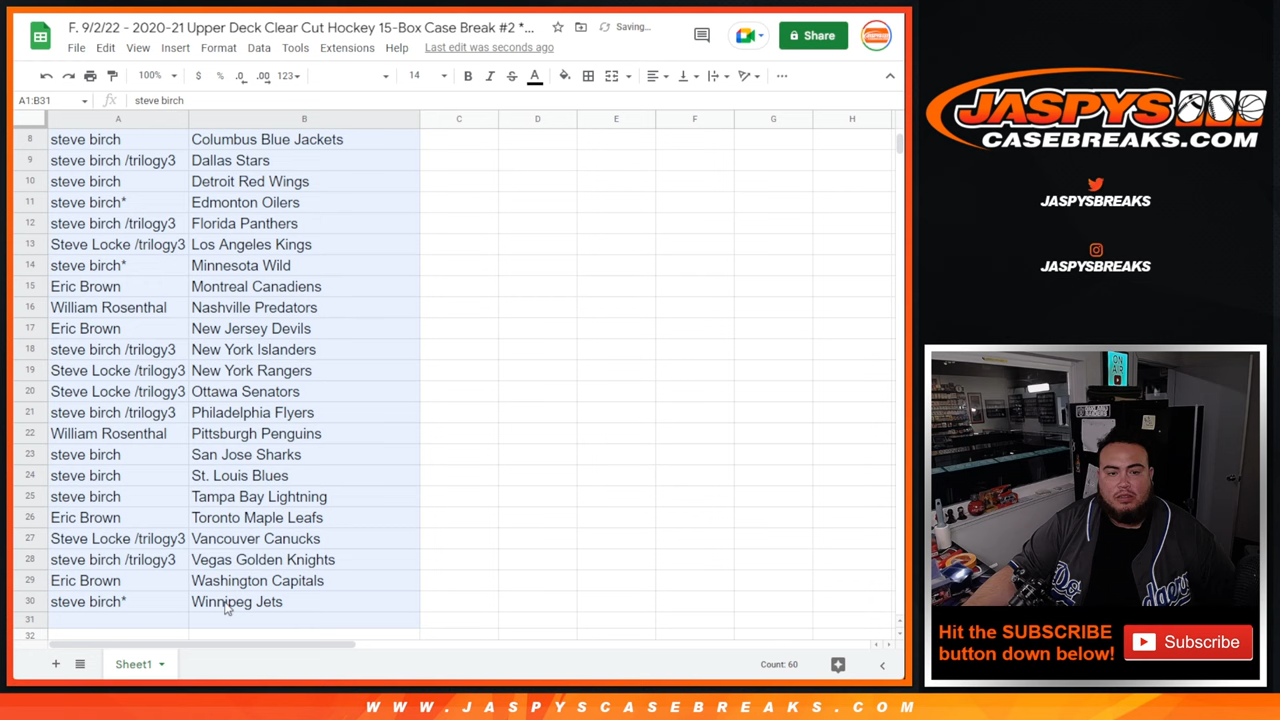 F. 9/2/22 - 2020-21 Upper Deck Clear Cut Hockey 15-Box Case Break #2 *...
Saving...
File Edit View Insert Format Data Tools Extensions Help Last edit was seconds ago
Share
100% $ % .0 .00 123 14 B I S A
A1:B31 fx steve birch
A B C D E F G H
8 steve birch Columbus Blue Jackets
9 steve birch /trilogy3 Dallas Stars
10 steve birch Detroit Red Wings
11 steve birch* Edmonton Oilers
12 steve birch /trilogy3 Florida Panthers
13 Steve Locke /trilogy3 Los Angeles Kings
14 steve birch* Minnesota Wild
15 Eric Brown Montreal Canadiens
16 William Rosenthal Nashville Predators
17 Eric Brown New Jersey Devils
18 steve birch /trilogy3 New York Islanders
19 Steve Locke /trilogy3 New York Rangers
20 Steve Locke /trilogy3 Ottawa Senators
21 steve birch /trilogy3 Philadelphia Flyers
22 William Rosenthal Pittsburgh Penguins
23 steve birch San Jose Sharks
24 steve birch St. Louis Blues
25 steve birch Tampa Bay Lightning
26 Eric Brown Toronto Maple Leafs
27 Steve Locke /trilogy3 Vancouver Canucks
28 steve birch /trilogy3 Vegas Golden Knights
29 Eric Brown Washington Capitals
30 steve birch* Winnipeg Jets
31
32
Sheet1
Count: 60
JASPYS
CASEBREAKS.COM
JASPYSBREAKS
JASPYSBREAKS
ON
AIR
Hit the SUBSCRIBE
button down below!
Subscribe
WWW.JASPYSCASEBREAKS.COM